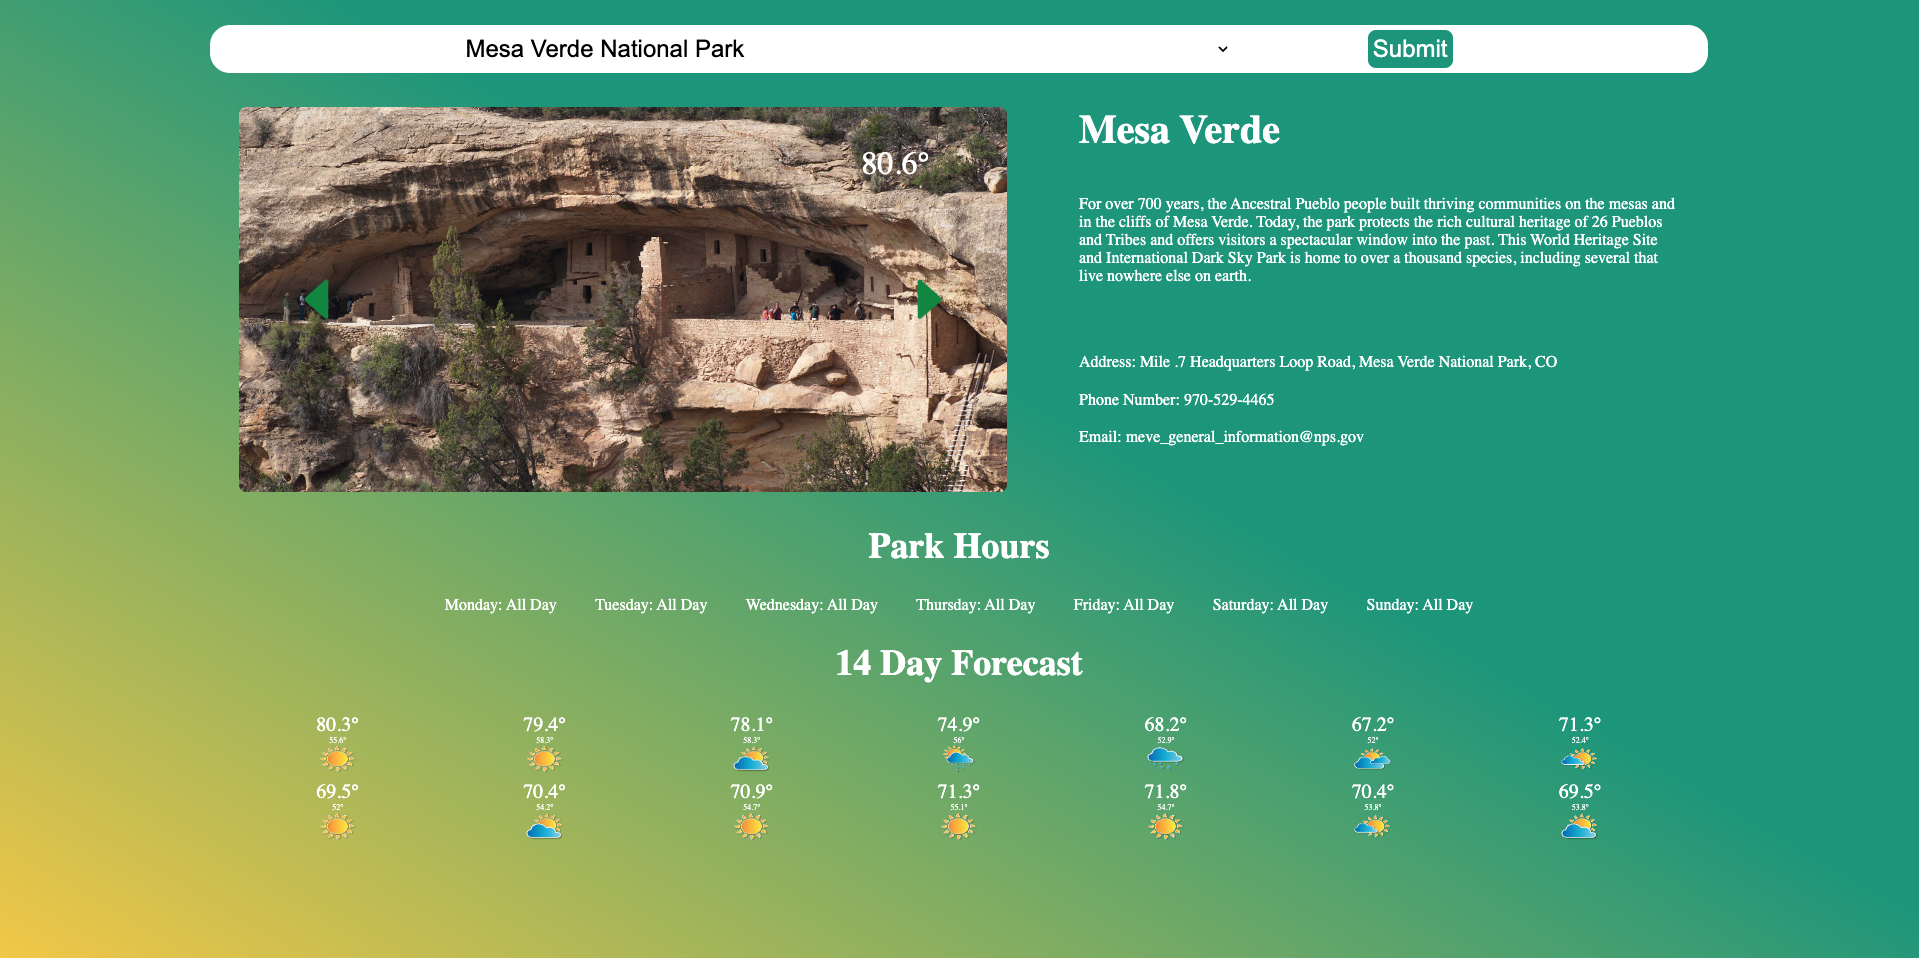 Mesa Verde National Park
Submit
80.6°
Mesa Verde
For over 700 years, the Ancestral Pueblo people built thriving communities on the mesas and
in the cliffs of Mesa Verde. Today, the park protects the rich cultural heritage of 26 Pueblos
and Tribes and offers visitors a spectacular window into the past. This World Heritage Site
and International Dark Sky Park is home to over a thousand species, including several that
live nowhere else on earth.
Address: Mile .7 Headquarters Loop Road, Mesa Verde National Park, CO
Phone Number: 970-529-4465
Email: meve_general_information@nps.gov
Park Hours
Monday: All Day Tuesday: All Day Wednesday: All Day Thursday: All Day Friday: All Day Saturday: All Day Sunday: All Day
14 Day Forecast
80.3° 79.4° 78.1° 74.9° 68.2° 67.2° 71.3°
55.6° 58.3° 58.3° 56° 52.9° 52° 52.4°
69.5° 70.4° 70.9° 71.3° 71.8° 70.4° 69.5°
52° 54.2° 54.7° 55.1° 54.7° 53.8° 53.8°